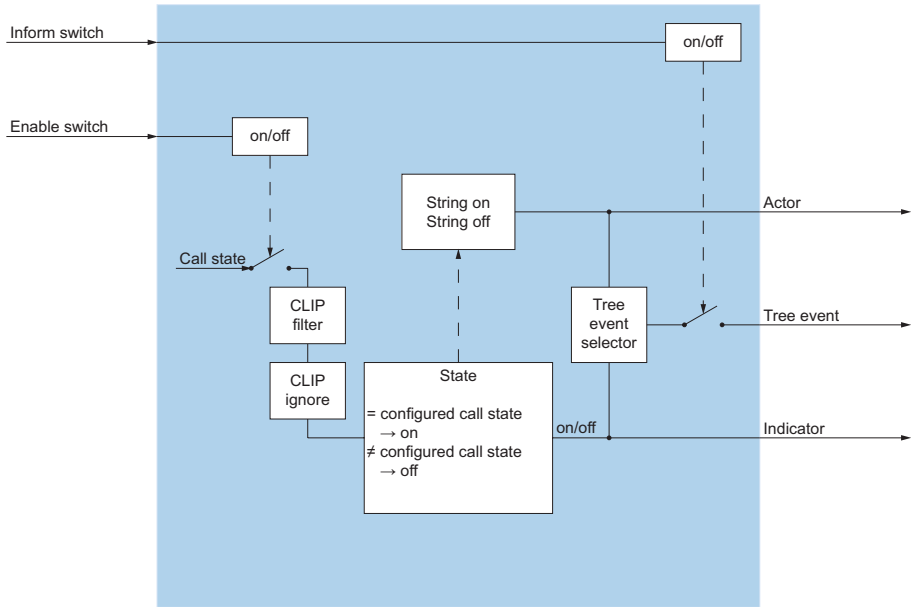 Inform switch
on/off
Enable switch
on/off
String on
String off
Actor
Call state
CLIP
filter
Tree
event
selector
Tree event
CLIP
ignore
State
= configured call state
→ on
≠ configured call state
→ off
on/off
Indicator